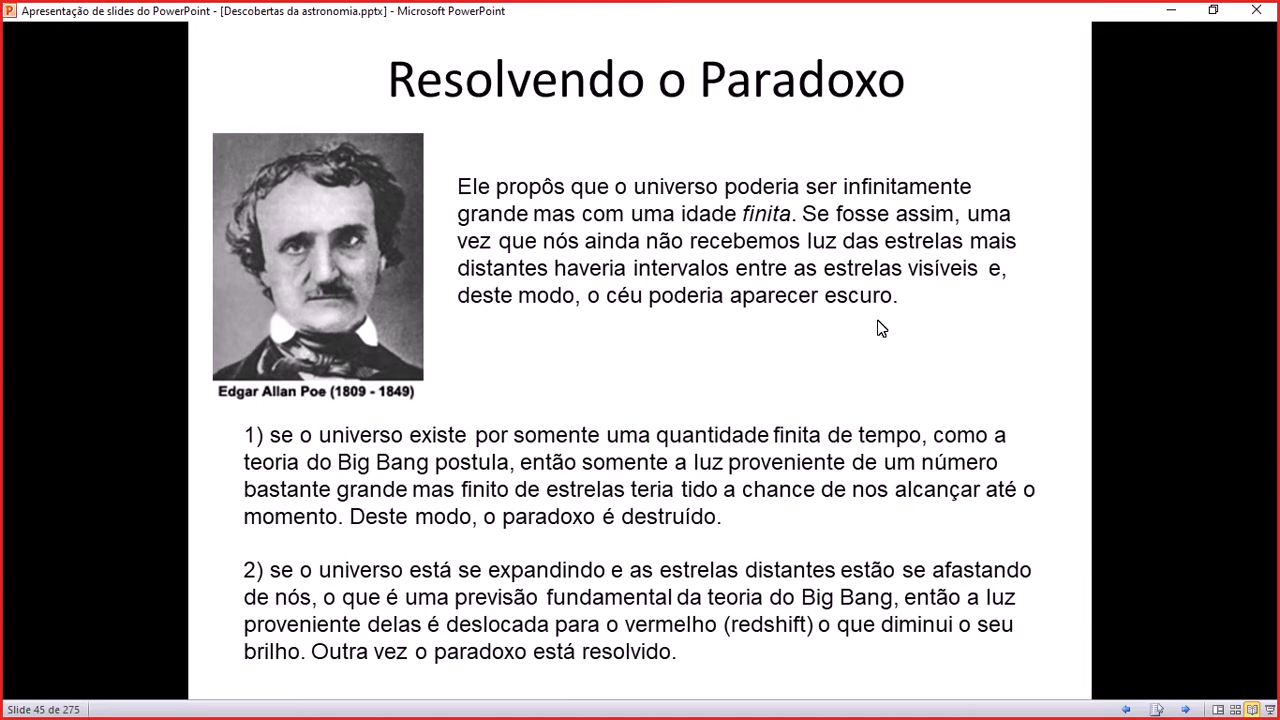 Apresentação de slides do PowerPoint - [Descobertas da astronomia.pptx] - Microsoft PowerPoint
Resolvendo o Paradoxo
Ele propôs que o universo poderia ser infinitamente
grande mas com uma idade finita. Se fosse assim, uma
vez que nós ainda não recebemos luz das estrelas mais
distantes haveria intervalos entre as estrelas visíveis e,
deste modo, o céu poderia aparecer escuro.
Edgar Allan Poe (1809 - 1849)
1) se o universo existe por somente uma quantidade finita de tempo, como a
teoria do Big Bang postula, então somente a luz proveniente de um número
bastante grande mas finito de estrelas teria tido a chance de nos alcançar até o
momento. Deste modo, o paradoxo é destruído.
2) se o universo está se expandindo e as estrelas distantes estão se afastando
de nós, o que é uma previsão fundamental da teoria do Big Bang, então a luz
proveniente delas é deslocada para o vermelho (redshift) o que diminui o seu
brilho. Outra vez o paradoxo está resolvido.
Slide 45 de 275